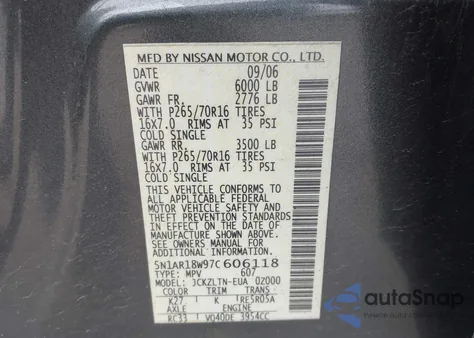 MFD BY NISSAN MOTOR CO., LTD.
DATE 09/06
GVWR 6000 LB
GAWR FR. 2776 LB
WITH P265/70R16 TIRES
16X7.0 RIMS AT 35 PSI
COLD SINGLE
GAWR RR. 3500 LB
WITH P265/70R16 TIRES
16X7.0 RIMS AT 35 PSI
COLD SINGLE
THIS VEHICLE CONFORMS TO
ALL APPLICABLE FEDERAL
MOTOR VEHICLE SAFETY AND
THEFT PREVENTION STANDARDS
IN EFFECT ON THE DATE OF
MANUFACTURE SHOWN ABOVE.
SEE OWNERS MANUAL FOR
ADDITIONAL INFORMATION
5N1AR18W97C606118
TYPE: MPV 607
MODEL: JCKZLTN-EUA 0Z000
COLOR TRIM TRANS
K27 K RE5R05A
AXLE ENGINE
RC33 VQ40DE 3954CC
autoSnap